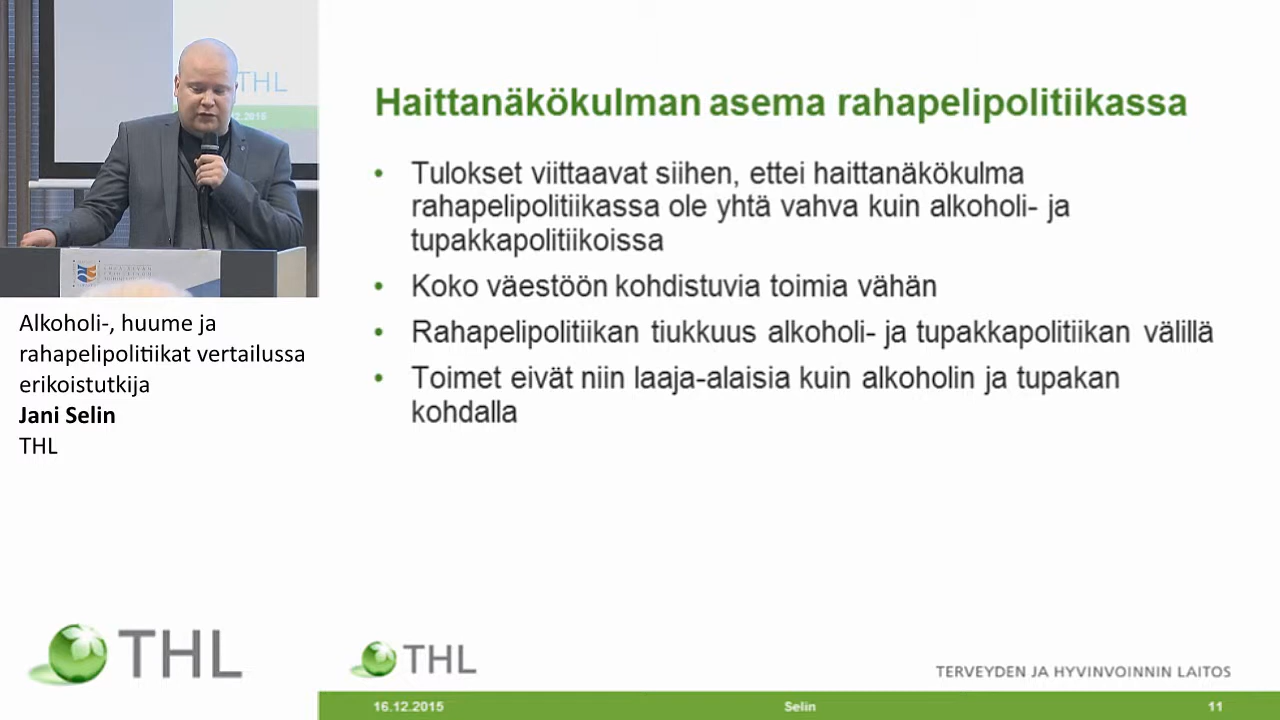 THL
12.2015
Alkoholi-, huume ja
rahapelipolitiikat vertailussa
erikoistutkija
Jani Selin
THL
THL
Haittanäkökulman asema rahapelipolitiikassa
• Tulokset viittaavat siihen, ettei haittanäkökulma
rahapelipolitiikassa ole yhtä vahva kuin alkoholi- ja
tupakkapolitiikoissa
• Koko väestöön kohdistuvia toimia vähän
• Rahapelipolitiikan tiukkuus alkoholi- ja tupakkapolitiikan välillä
• Toimet eivät niin laaja-alaisia kuin alkoholin ja tupakan
kohdalla
THL
TERVEYDEN JA HYVINVOINNIN LAITOS
16.12.2015 Selin 11